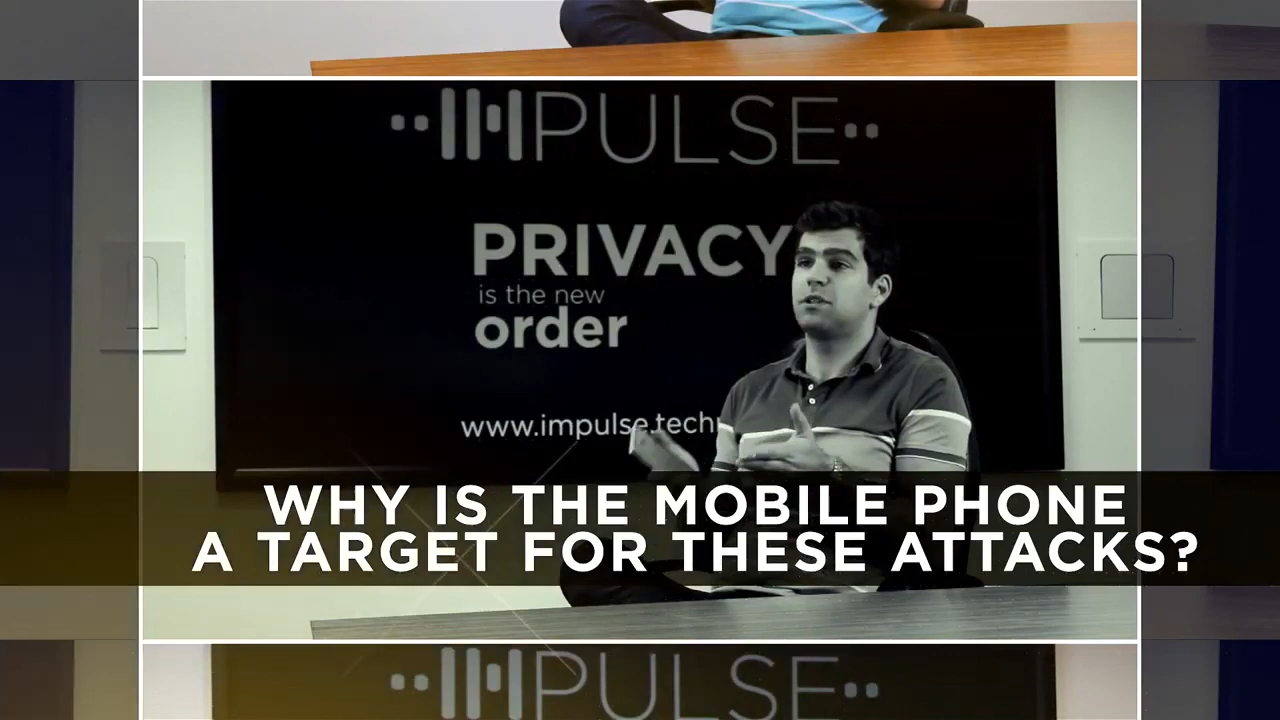 IMPULSE
PRIVACY
is the new
order
www.impulse.tech
WHY IS THE MOBILE PHONE
A TARGET FOR THESE ATTACKS?
IMPULSE